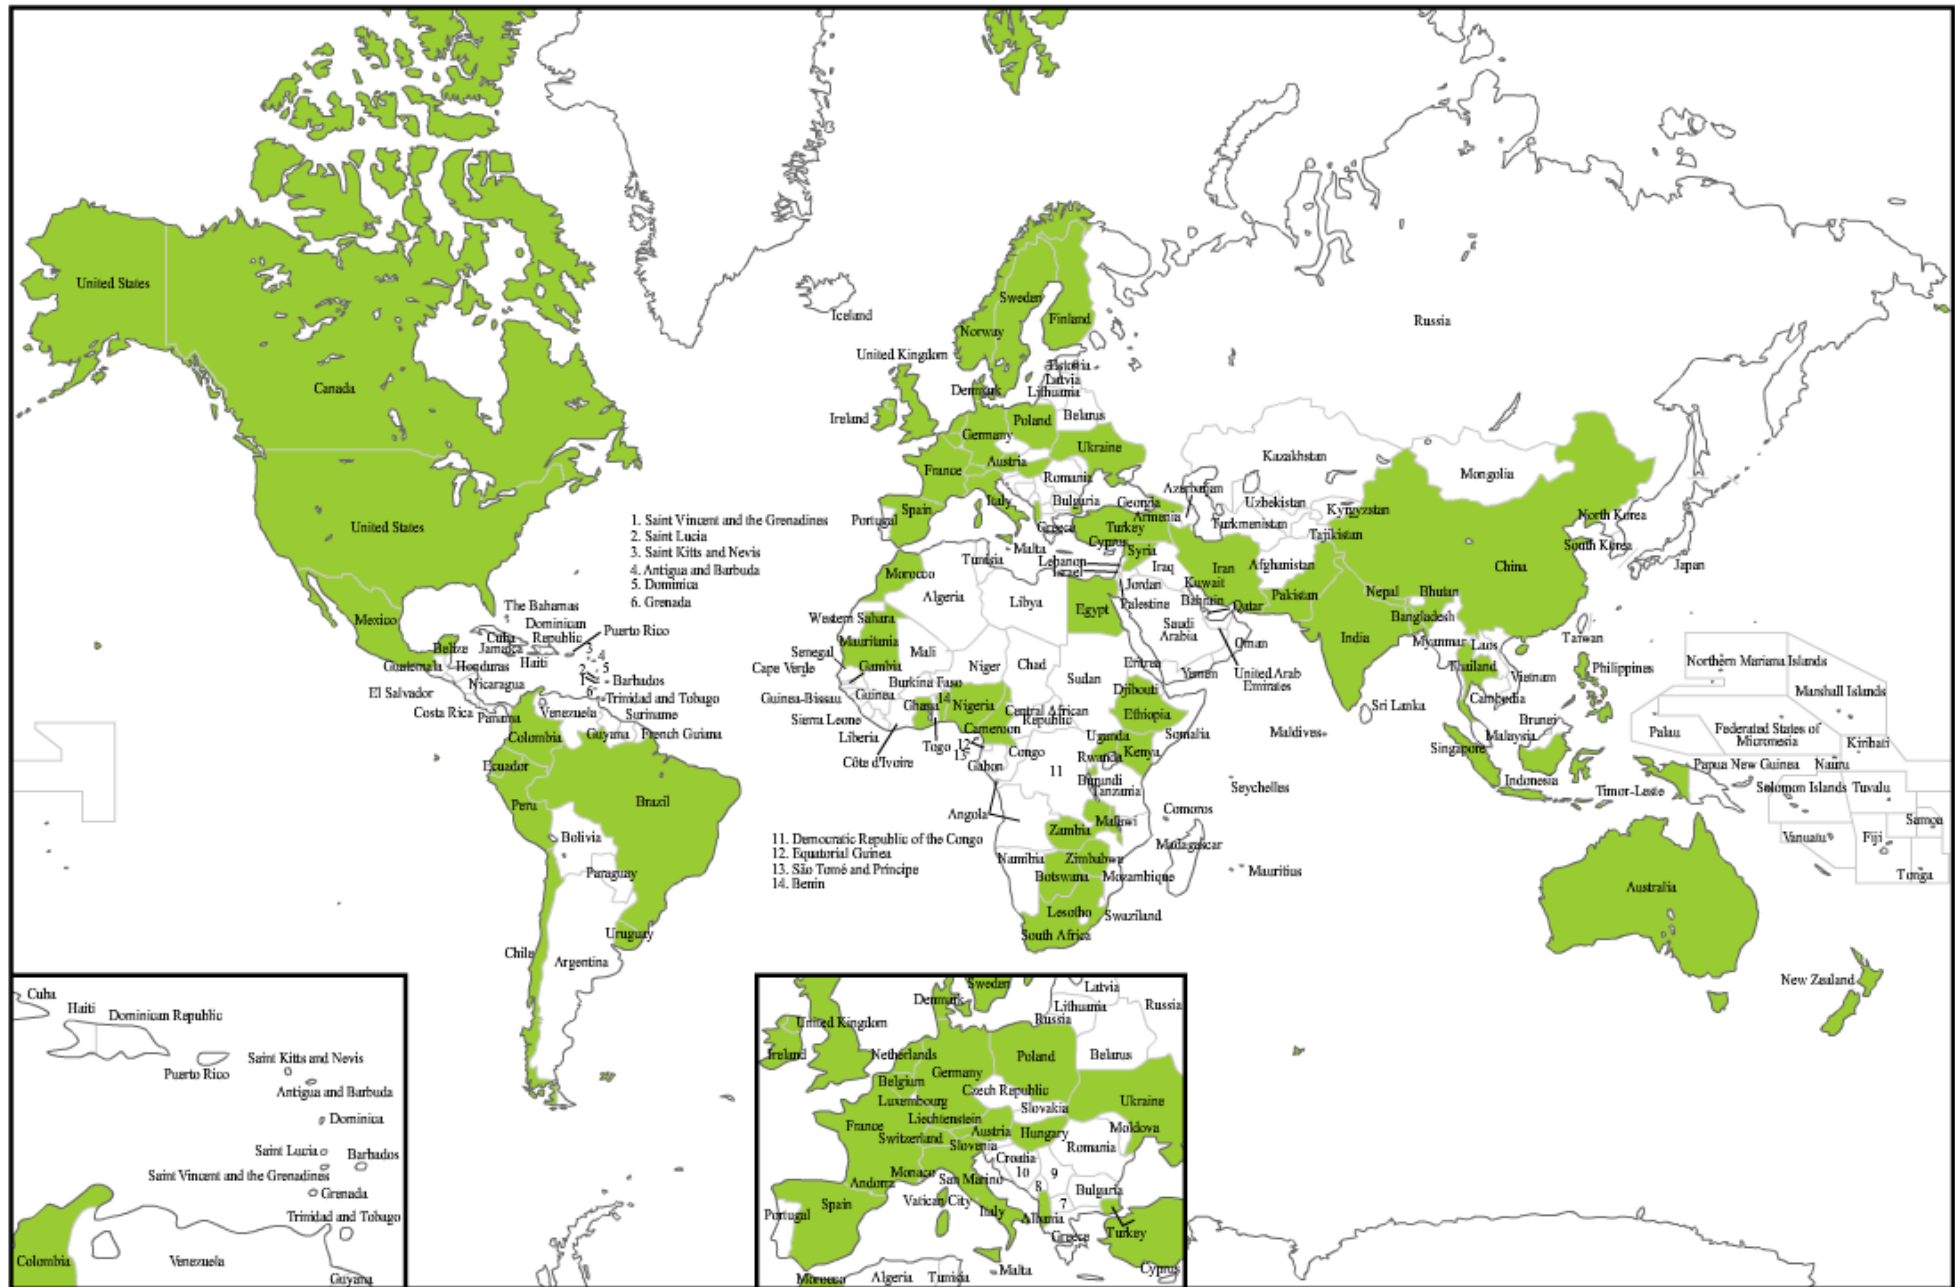 United States
Canada
United States
Mexico
Iceland
Sweden
Finland
Norway
Russia
United Kingdom
Estonia
Latvia
Lithuania
Denmark
Ireland
Poland
Belarus
Germany
Ukraine
France
Austria
Kazakhstan
Mongolia
Romania
Italy
Bulgaria
Georgia
Azerbaijan
Uzbekistan
Kyrgyzstan
Portugal
Spain
Greece
Turkey
Armenia
Turkmenistan
Tajikistan
North Korea
South Korea
Japan
China
1. Saint Vincent and the Grenadines
2. Saint Lucia
3. Saint Kitts and Nevis
4. Antigua and Barbuda
5. Dominica
6. Grenada
Malta
Cyprus
Syria
Tunisia
Lebanon
Israel
Iraq
Iran
Afghanistan
Morocco
Jordan
Kuwait
Pakistan
Nepal
Bhutan
Algeria
Libya
Egypt
Palestine
Bahrain
Qatar
Bangladesh
India
Western Sahara
Saudi
Arabia
Oman
Myanmar
Laos
Taiwan
The Bahamas
Dominican
Republic
Puerto Rico
Cuba
Belize
Jamaica
Haiti
Guatemala
Honduras
El Salvador
Nicaragua
Costa Rica
Panama
3
4
2
5
1
6
Barbados
Trinidad and Tobago
Venezuela
Suriname
Colombia
Guyana
French Guiana
Ecuador
Peru
Brazil
Bolivia
Paraguay
Uruguay
Chile
Argentina
Mauritania
Senegal
Mali
Cape Verde
Gambia
Niger
Chad
Sudan
Eritrea
Yemen
United Arab
Emirates
Burkina Faso
Guinea-Bissau
Guinea
14
Ghana
Nigeria
Djibouti
Sierra Leone
Central African
Republic
Ethiopia
Liberia
Cameroon
Somalia
Togo
12
13
Congo
Uganda
Kenya
Côte d'Ivoire
Gabon
11
Rwanda
Burundi
Tanzania
Seychelles
Maldives
Sri Lanka
Thailand
Vietnam
Cambodia
Philippines
Northern Mariana Islands
Marshall Islands
Brunei
Malaysia
Singapore
Indonesia
Palau
Federated States of
Micronesia
Kiribati
Papua New Guinea
Nauru
Timor-Leste
Solomon Islands
Tuvalu
Samoa
Vanuatu
Fiji
Tonga
Angola
Zambia
Malawi
Comoros
Madagascar
11. Democratic Republic of the Congo
12. Equatorial Guinea
13. São Tomé and Príncipe
14. Benin
Namibia
Zimbabwe
Botswana
Mozambique
Mauritius
Lesotho
Swaziland
South Africa
Australia
New Zealand
Cuba
Haiti
Dominican Republic
Puerto Rico
Saint Kitts and Nevis
Antigua and Barbuda
Dominica
Saint Lucia
Barbados
Saint Vincent and the Grenadines
Grenada
Trinidad and Tobago
Colombia
Venezuela
Guyana
Sweden
Denmark
Latvia
Lithuania
Russia
Russia
United Kingdom
Ireland
Netherlands
Poland
Belarus
Belgium
Germany
Czech Republic
Luxembourg
Slovakia
Ukraine
Liechtenstein
France
Austria
Hungary
Moldova
Switzerland
Slovenia
Romania
Croatia
10
9
Monaco
San Marino
8
Andorra
Bulgaria
Vatican City
7
Spain
Portugal
Italy
Albania
Greece
Turkey
Morocco
Algeria
Tunisia
Malta
Cyprus